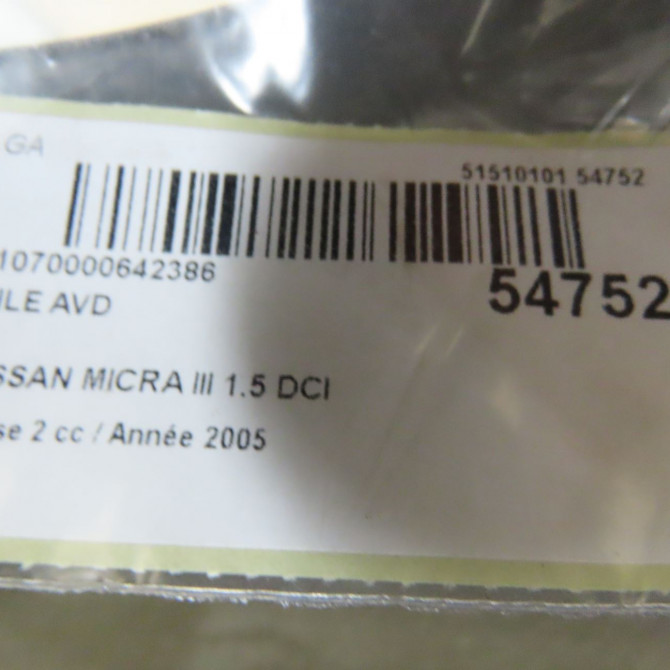 GA
51510101 54752
1070000642386
54752
ILE AVD
SSAN MICRA III 1.5 DCI
se 2 cc / Année 2005